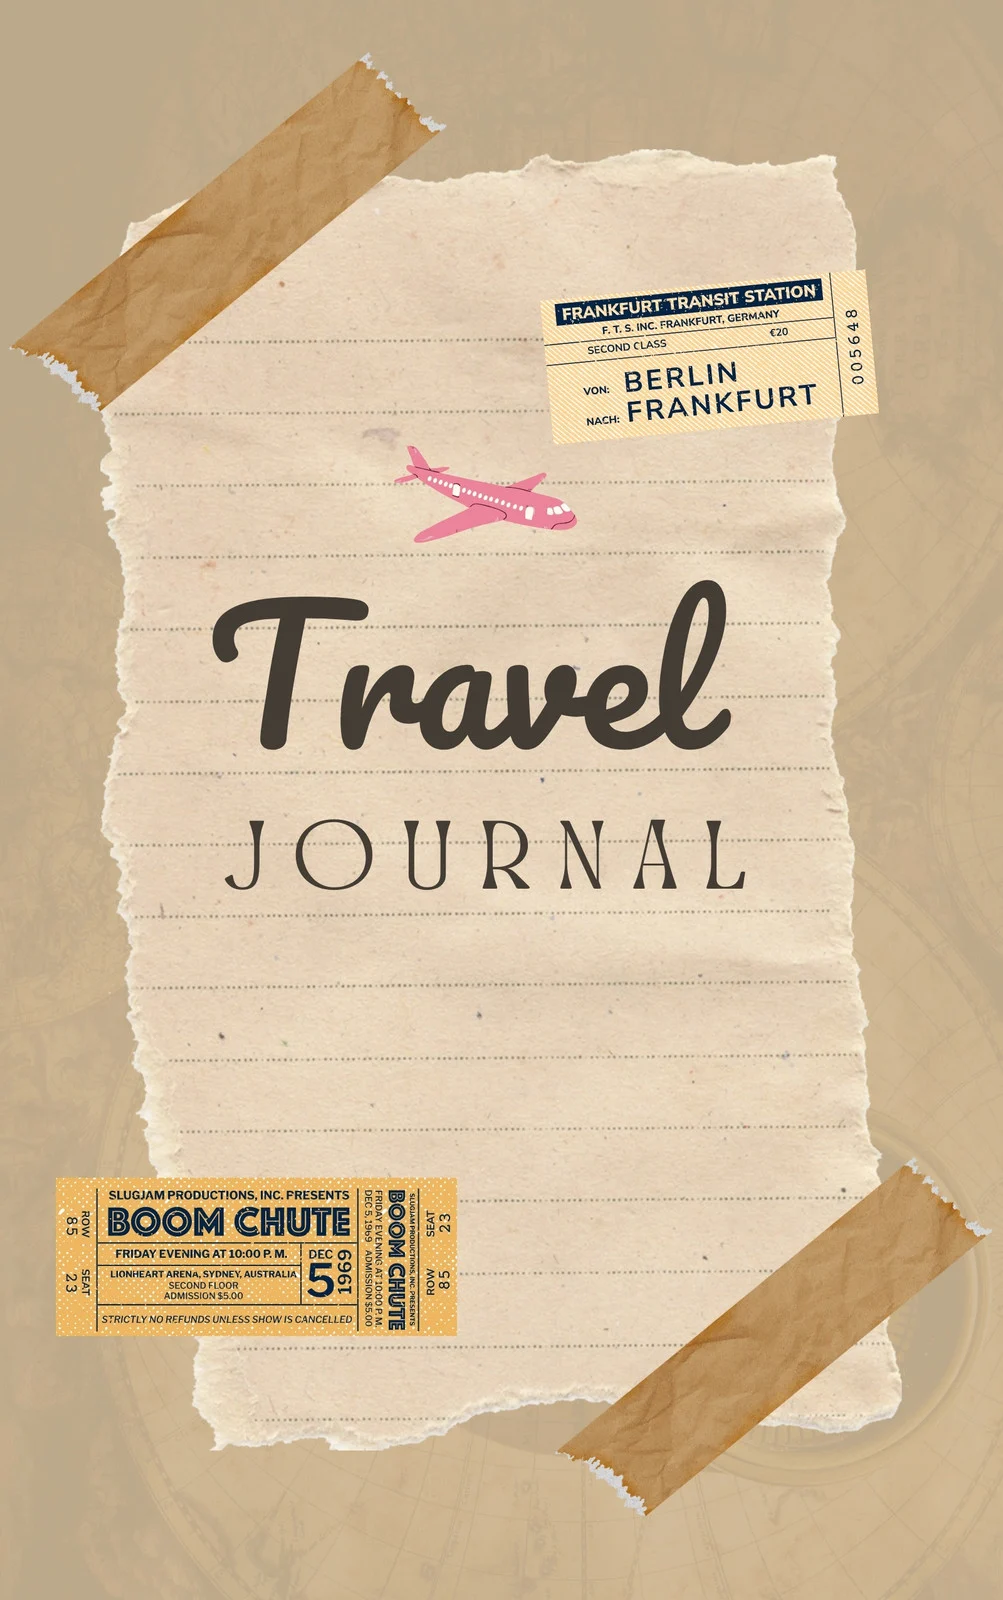 FRANKFURT TRANSIT STATION
F. T. S. INC. FRANKFURT, GERMANY
SECOND CLASS €20
VON: BERLIN
NACH: FRANKFURT
005648
Travel
JOURNAL
ROW 85
SEAT 23
SLUGJAM PRODUCTIONS, INC. PRESENTS
BOOM CHUTE
FRIDAY EVENING AT 10:00 P. M.
LIONHEART ARENA, SYDNEY, AUSTRALIA
SECOND FLOOR
ADMISSION $5.00
DEC
5
1969
STRICTLY NO REFUNDS UNLESS SHOW IS CANCELLED
SLUGJAM PRODUCTIONS, INC. PRESENTS
BOOM CHUTE
FRIDAY EVENING AT 10:00 P. M.
DEC 5, 1969 ADMISSION $5.00
SEAT 23
ROW 85